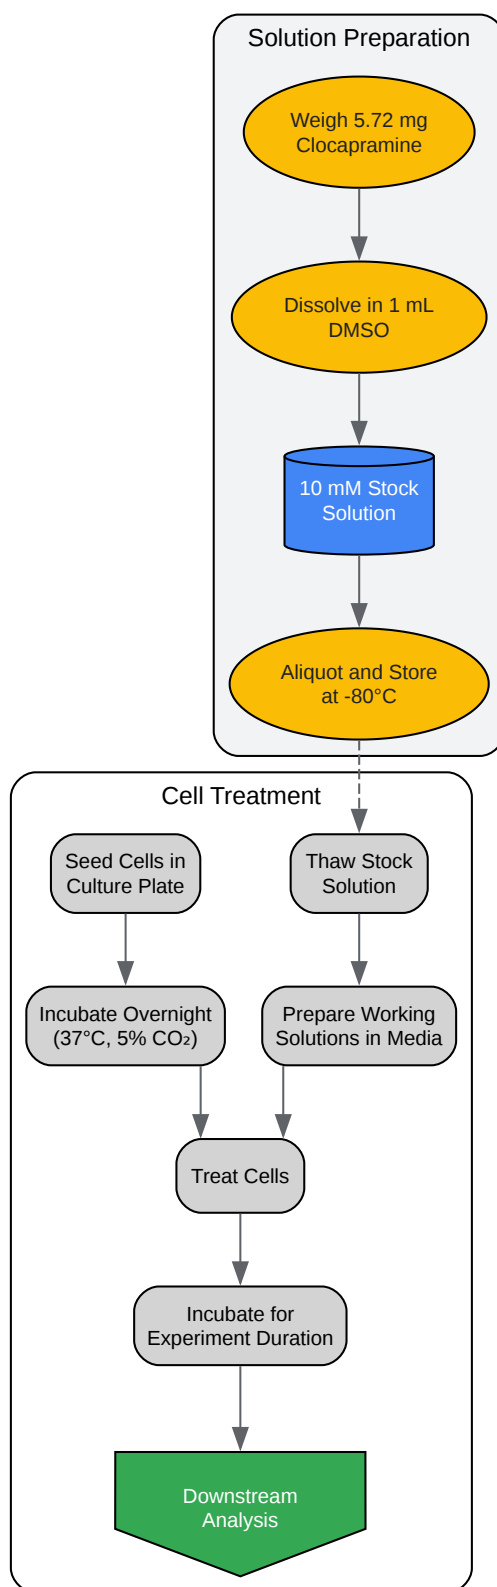 Solution Preparation
Weigh 5.72 mg
Clocapramine
Dissolve in 1 mL
DMSO
10 mM Stock
Solution
Aliquot and Store
at -80°C
Cell Treatment
Seed Cells in
Culture Plate
Thaw Stock
Solution
Incubate Overnight
(37°C, 5% CO₂)
Prepare Working
Solutions in Media
Treat Cells
Incubate for
Experiment Duration
Downstream
Analysis